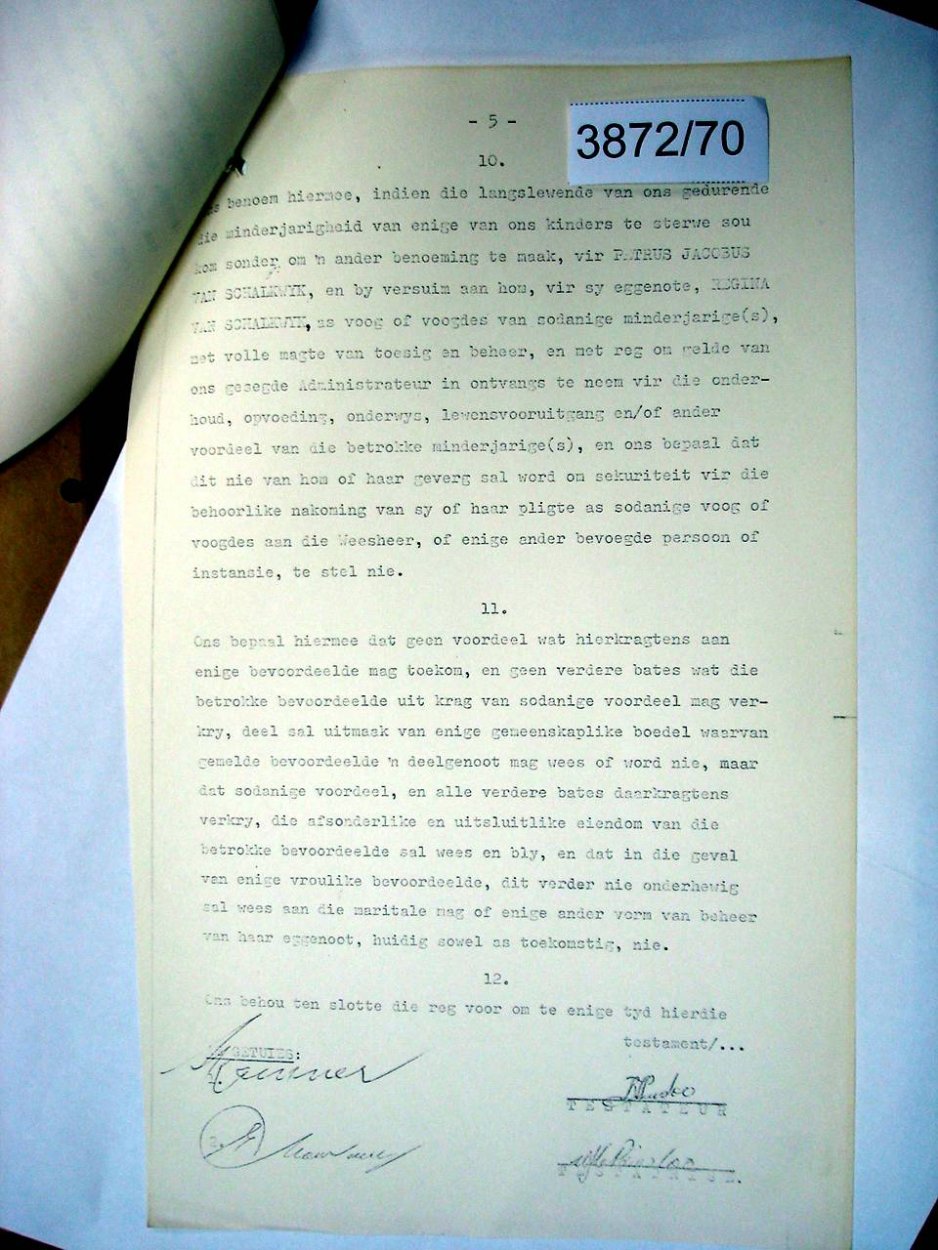 - 5 -
3872/70
10.
Ons benoem hiermee, indien die langslewende van ons gedurende
die minderjarigheid van enige van ons kinders te sterwe sou
kom sonder om 'n ander benoeming te maak, vir PETRUS JACOBUS
VAN SCHALKWYK, en by versuim aan hom, vir sy eggenote, REGINA
VAN SCHALKWYK, as voog of voogdes van sodanige minderjarige(s),
met volle magte van toesig en beheer, en met reg om gelde van
ons gesegde Administrateur in ontvangs te neem vir die onder-
houd, opvoeding, onderwys, lewensvooruitgang en/of ander
voordeel van die betrokke minderjarige(s), en ons bepaal dat
dit nie van hom of haar geverg sal word om sekuriteit vir die
behoorlike nakoming van sy of haar pligte as sodanige voog of
voogdes aan die Weesheer, of enige ander bevoegde persoon of
instansie, te stel nie.
11.
Ons bepaal hiermee dat geen voordeel wat hierkragtens aan
enige bevoordeelde mag toekom, en geen verdere bates wat die
betrokke bevoordeelde uit krag van sodanige voordeel mag ver-
kry, deel sal uitmaak van enige gemeenskaplike boedel waarvan
gemelde bevoordeelde 'n deelgenoot mag wees of word nie, maar
dat sodanige voordeel, en alle verdere bates daarkragtens
verkry, die afsonderlike en uitsluitlike eiendom van die
betrokke bevoordeelde sal wees en bly, en dat in die geval
van enige vroulike bevoordeelde, dit verder nie onderhewig
sal wees aan die maritale mag of enige ander vorm van beheer
van haar eggenoot, huidig sowel as toekomstig, nie.
12.
Ons behou ten slotte die reg voor om te enige tyd hierdie
testament/...
GETUIES:
1.
TESTATEUR
2.
TESTATRISE.